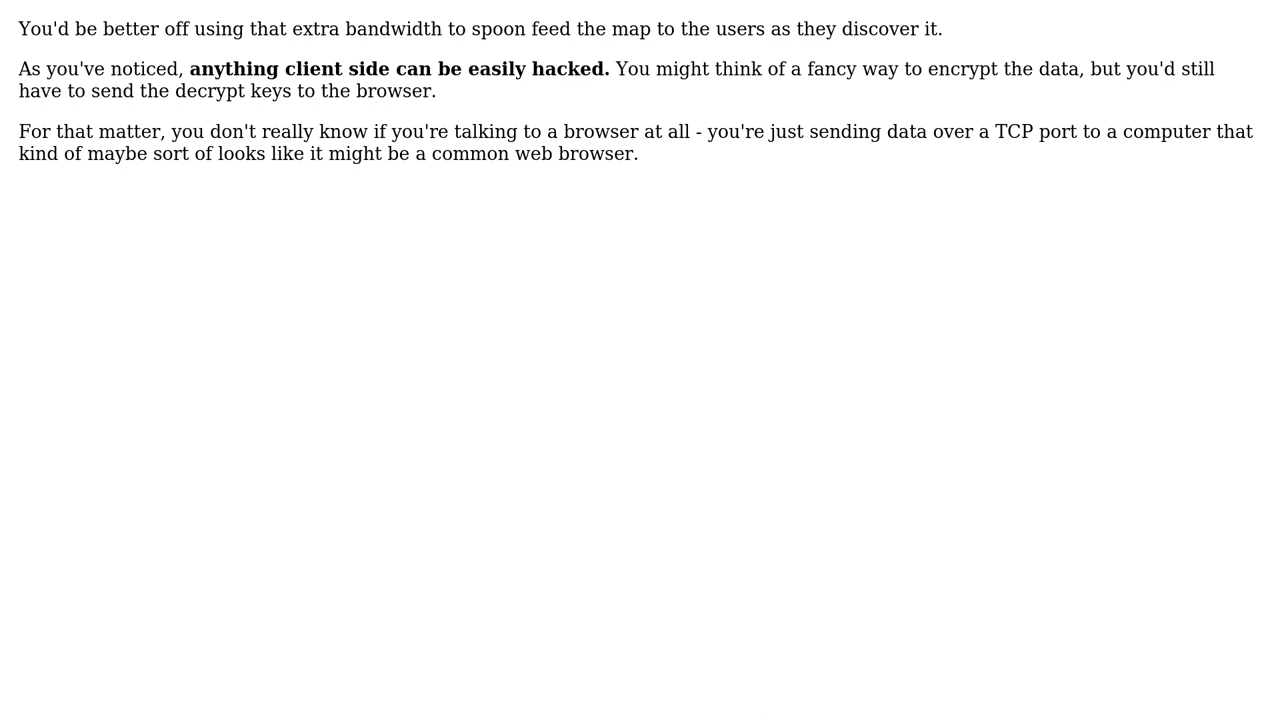 You'd be better off using that extra bandwidth to spoon feed the map to the users as they discover it.
As you've noticed, anything client side can be easily hacked. You might think of a fancy way to encrypt the data, but you'd still
have to send the decrypt keys to the browser.
For that matter, you don't really know if you're talking to a browser at all - you're just sending data over a TCP port to a computer that
kind of maybe sort of looks like it might be a common web browser.